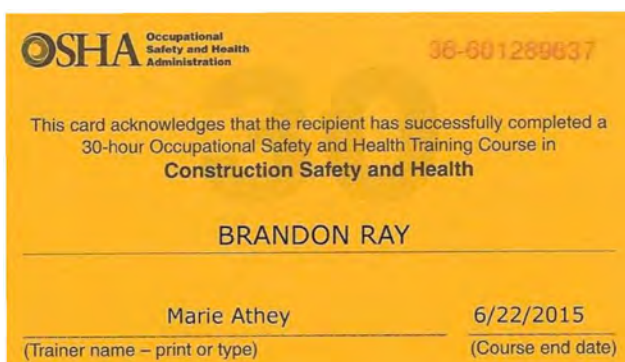 OSHA Occupational
Safety and Health
Administration
36-601289637
This card acknowledges that the recipient has successfully completed a
30-hour Occupational Safety and Health Training Course in
Construction Safety and Health
BRANDON RAY
Marie Athey
6/22/2015
(Trainer name – print or type)
(Course end date)